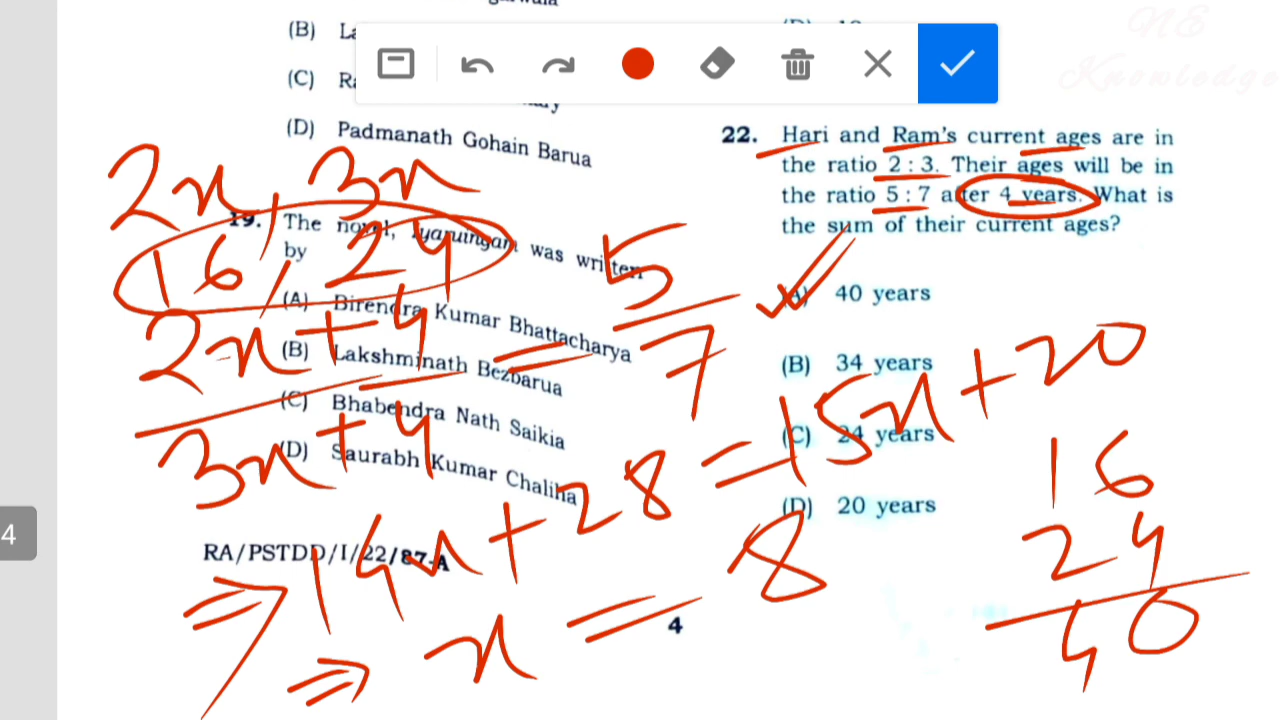 (B)
(C)
(D) Padmanath Gohain Barua
19. The novel, Iyaruingam was written
by
(A) Birendra Kumar Bhattacharya
(B) Lakshminath Bezbarua
(C) Bhabendra Nath Saikia
(D) Saurabh Kumar Chaliha
RA/PSTDD/I/22/87-A
4
4
NE
Knowledge
22. Hari and Ram's current ages are in
the ratio 2 : 3. Their ages will be in
the ratio 5 : 7 after 4 years. What is
the sum of their current ages?
(A) 40 years
(B) 34 years
(C) 24 years
(D) 20 years
2x, 3x
16, 24
2x+4
3x+4
=
5
7
⇒ 14x+28 = 15x+20
⇒ x = 8
16
24
40